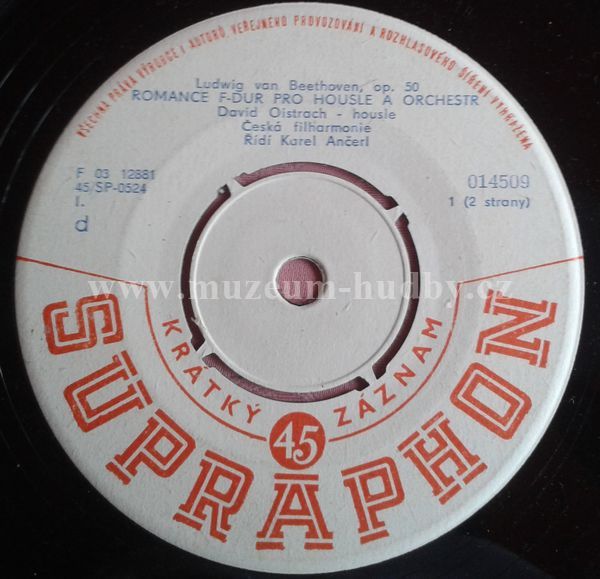 VŠECHNA PRÁVA VÝROBCE I AUTORŮ, VEŘEJNÉHO PROVOZOVÁNÍ A ROZHLASOVÉHO ŠÍŘENÍ VYHRAZENA
Ludwig van Beethoven, op. 50
ROMANCE F-DUR PRO HOUSLE A ORCHESTR
David Oistrach - housle
Česká filharmonie
Řídí Karel Ančerl
F 03 12881
45/SP-0524
I.
d
014509
1 (2 strany)
www.muzeum-hudby.cz
KRÁTKÝ 45 ZÁZNAM
SUPRAPHON